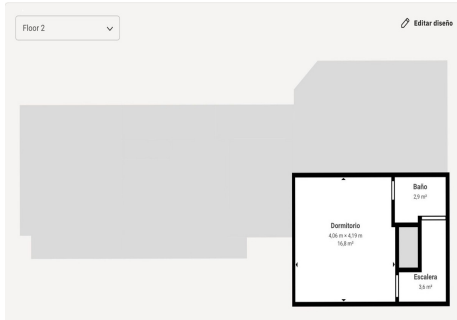 Floor 2
Editar diseño
Baño
2,9 m²
Dormitorio
4,06 m × 4,19 m
16,8 m²
Escalera
3,6 m²